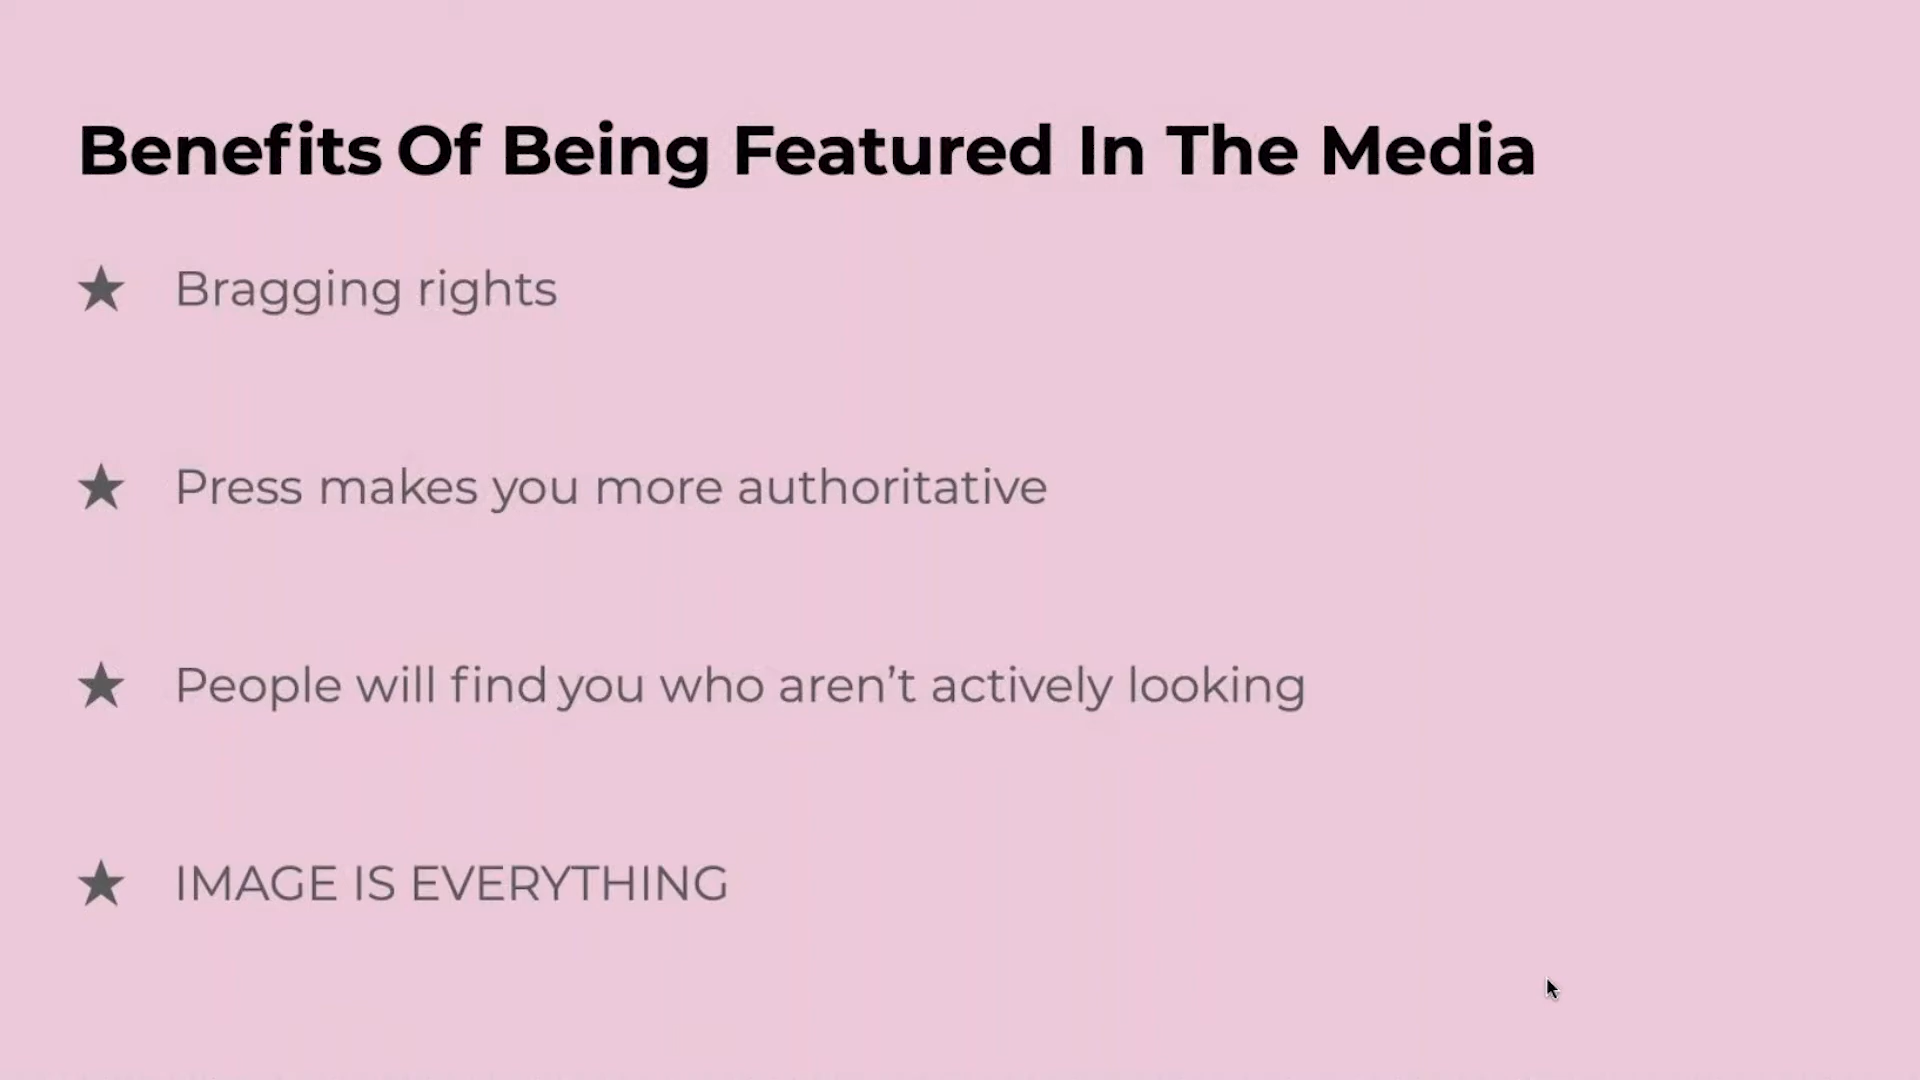 Benefits Of Being Featured In The Media
★ Bragging rights
★ Press makes you more authoritative
★ People will find you who aren’t actively looking
★ IMAGE IS EVERYTHING